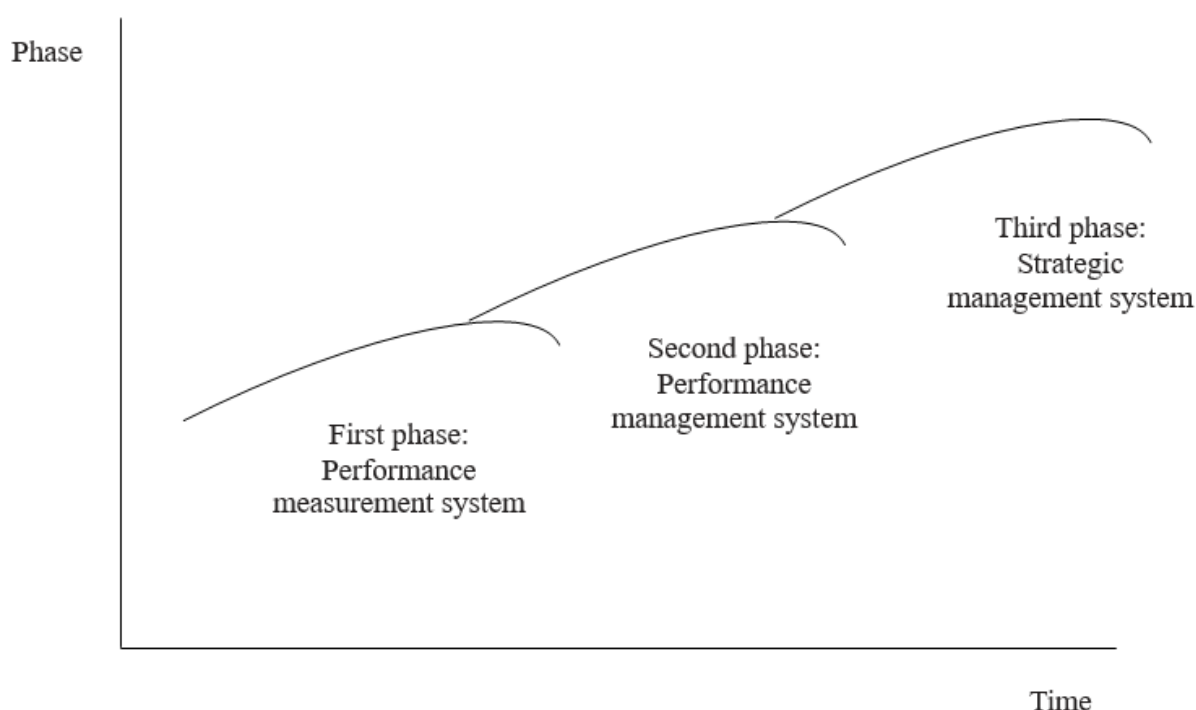 Phase
Third phase:
Strategic
management system
Second phase:
Performance
management system
First phase:
Performance
measurement system
Time